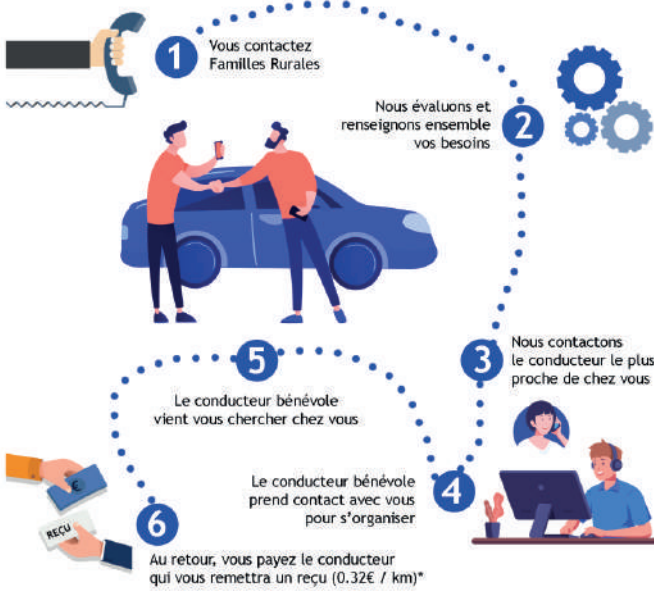 1
Vous contactez
Familles Rurales
Nous évaluons et
renseignons ensemble
vos besoins
2
3
Nous contactons
le conducteur le plus
proche de chez vous
4
Le conducteur bénévole
prend contact avec vous
pour s'organiser
5
Le conducteur bénévole
vient vous chercher chez vous
€
REÇU
6
Au retour, vous payez le conducteur
qui vous remettra un reçu (0.32€ / km)*